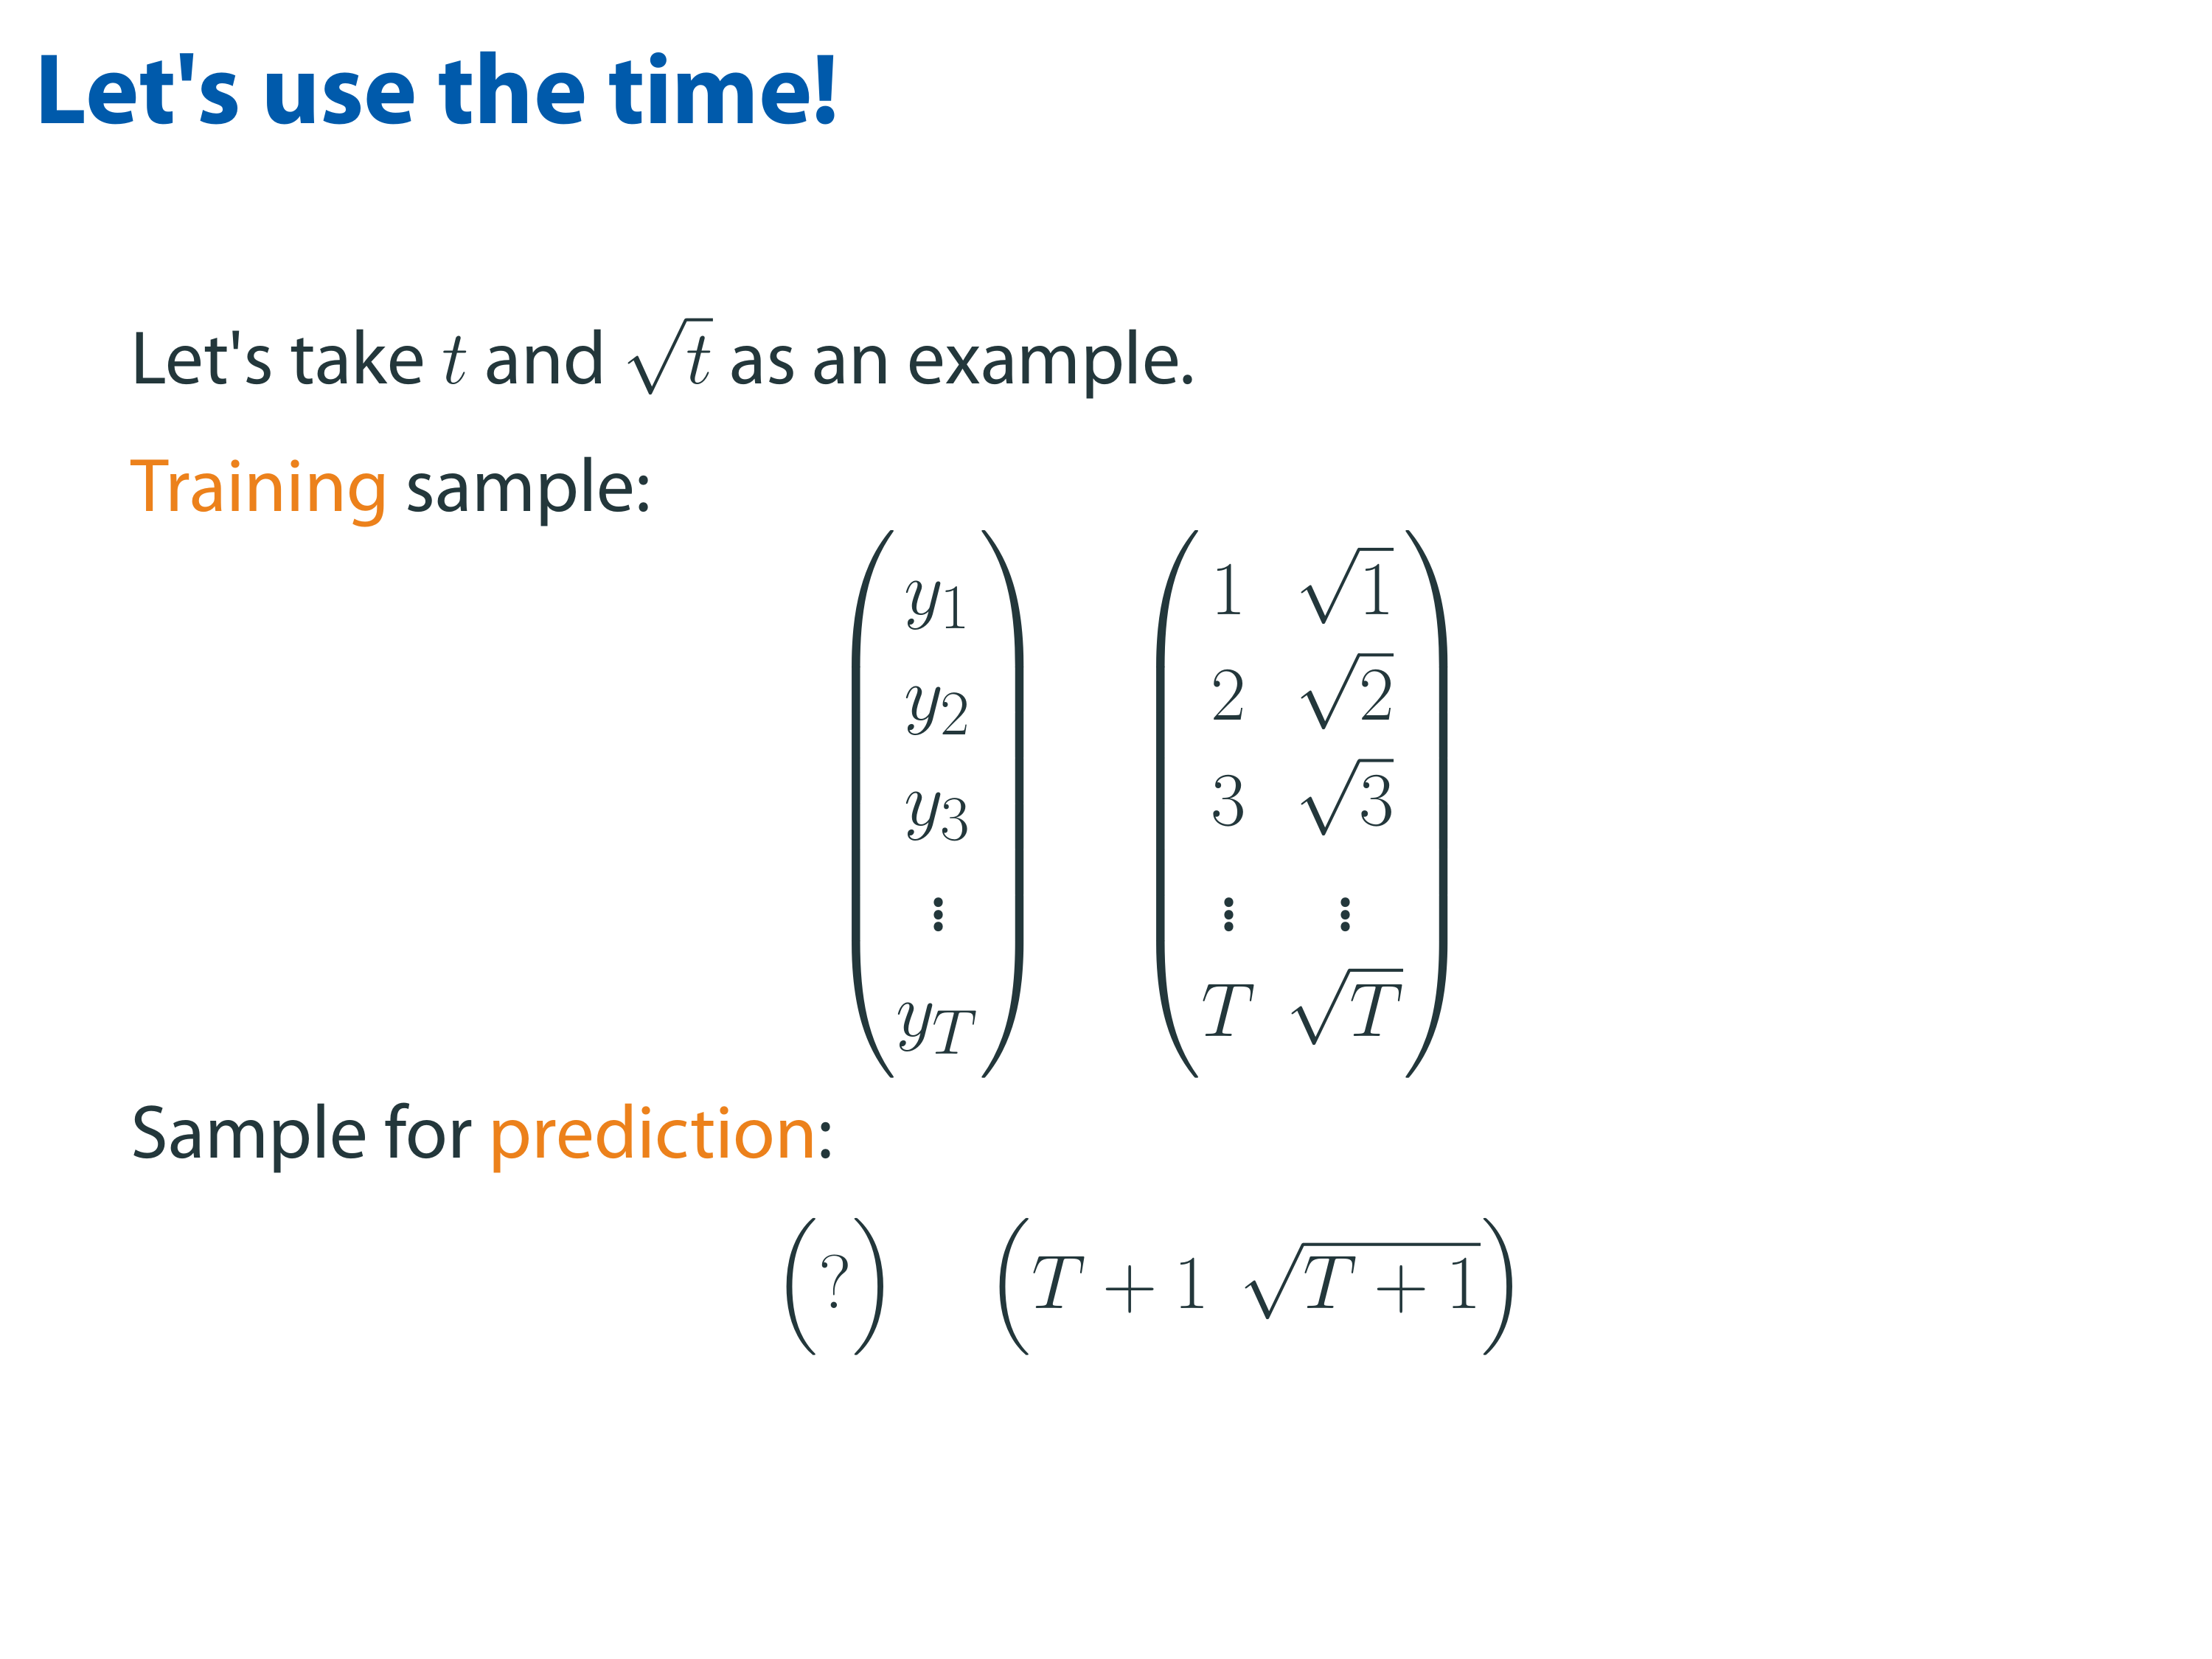 Let's use the time!
Let's take t and √t as an example.
Training sample:
y₁ 1 √1
y₂ 2 √2
y₃ 3 √3
⋮ ⋮ ⋮
y_T T √T
Sample for prediction:
(?) (T + 1 √(T + 1))